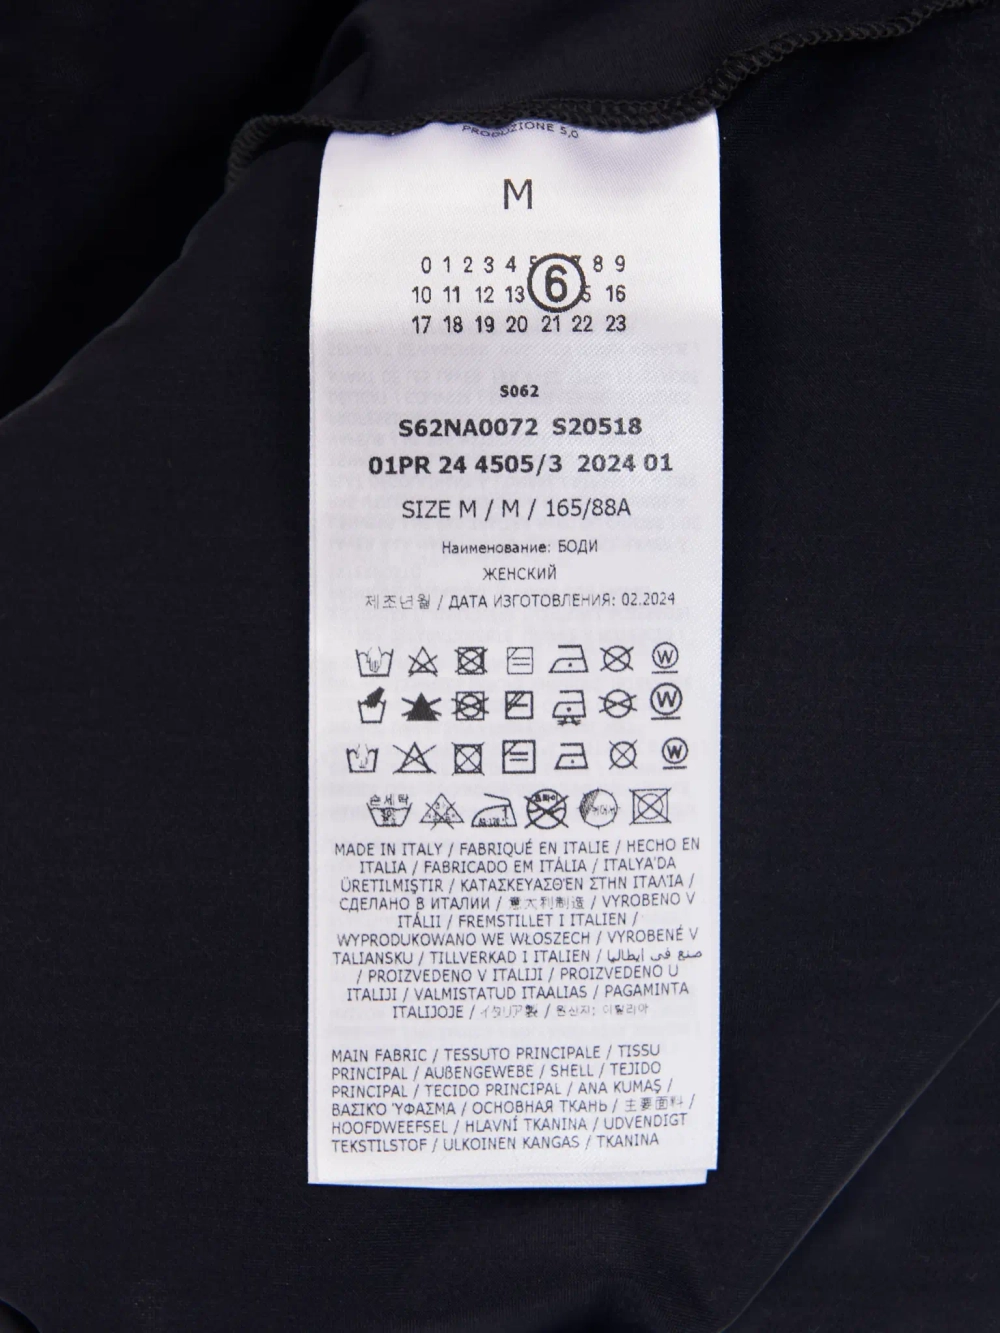 PRODUZIONE 5,0
M
0 1 2 3 4 5 6 7 8 9
10 11 12 13 15 16
17 18 19 20 21 22 23
S062
S62NA0072 S20518
01PR 24 4505/3 2024 01
SIZE M / M / 165/88A
Наименование: БОДИ
ЖЕНСКИЙ
제조년월 / ДАТА ИЗГОТОВЛЕНИЯ: 02.2024
W
W
W
손세탁
MADE IN ITALY / FABRIQUÉ EN ITALIE / HECHO EN
ITALIA / FABRICADO EM ITÁLIA / ITALYA'DA
ÜRETILMIŞTIR / ΚΑΤΑΣΚΕΥΑΣΘΈΝ ΣΤΗΝ ΙΤΑΛΊΑ /
СДЕЛАНО В ИТАЛИИ / 意大利制造 / VYROBENO V
ITÁLII / FREMSTILLET I ITALIEN /
WYPRODUKOWANO WE WŁOSZECH / VYROBENÉ V
TALIANSKU / TILLVERKAD I ITALIEN / صنع فى ايطاليا
/ PROIZVEDENO V ITALIJI / PROIZVEDENO U
ITALIJI / VALMISTATUD ITAALIAS / PAGAMINTA
ITALIJOJE / イタリア製 / 원산지: 이탈리아
MAIN FABRIC / TESSUTO PRINCIPALE / TISSU
PRINCIPAL / AUßENGEWEBE / SHELL / TEJIDO
PRINCIPAL / TECIDO PRINCIPAL / ANA KUMAŞ /
ΒΑΣΙΚΌ ΎΦΑΣΜΑ / ОСНОВНАЯ ТКАНЬ / 主要面料 /
HOOFDWEEFSEL / HLAVNÍ TKANINA / UDVENDIGT
TEKSTILSTOF / ULKOINEN KANGAS / TKANINA